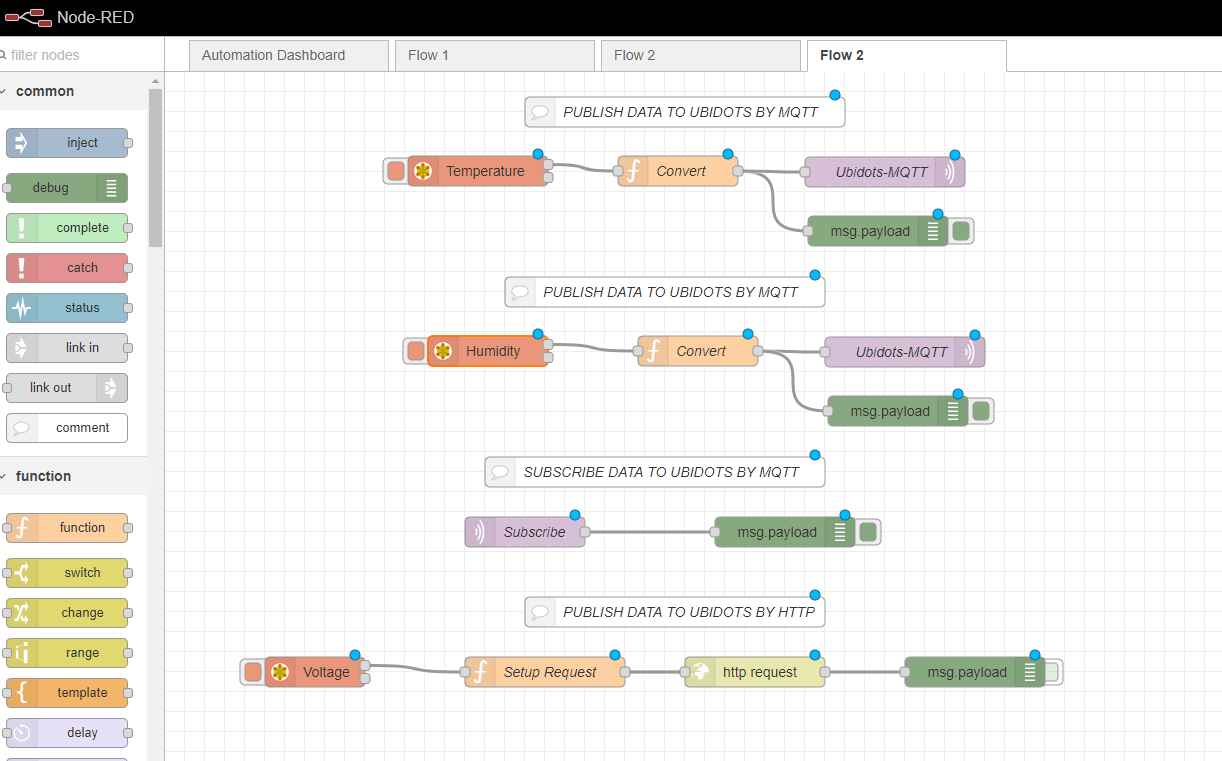 Node-RED
filter nodes
Automation Dashboard
Flow 1
Flow 2
Flow 2
common
inject
debug
complete
catch
status
link in
link out
comment
function
function
switch
change
range
template
delay
PUBLISH DATA TO UBIDOTS BY MQTT
Temperature
Convert
Ubidots-MQTT
msg.payload
PUBLISH DATA TO UBIDOTS BY MQTT
Humidity
Convert
Ubidots-MQTT
msg.payload
SUBSCRIBE DATA TO UBIDOTS BY MQTT
Subscribe
msg.payload
PUBLISH DATA TO UBIDOTS BY HTTP
Voltage
Setup Request
http request
msg.payload